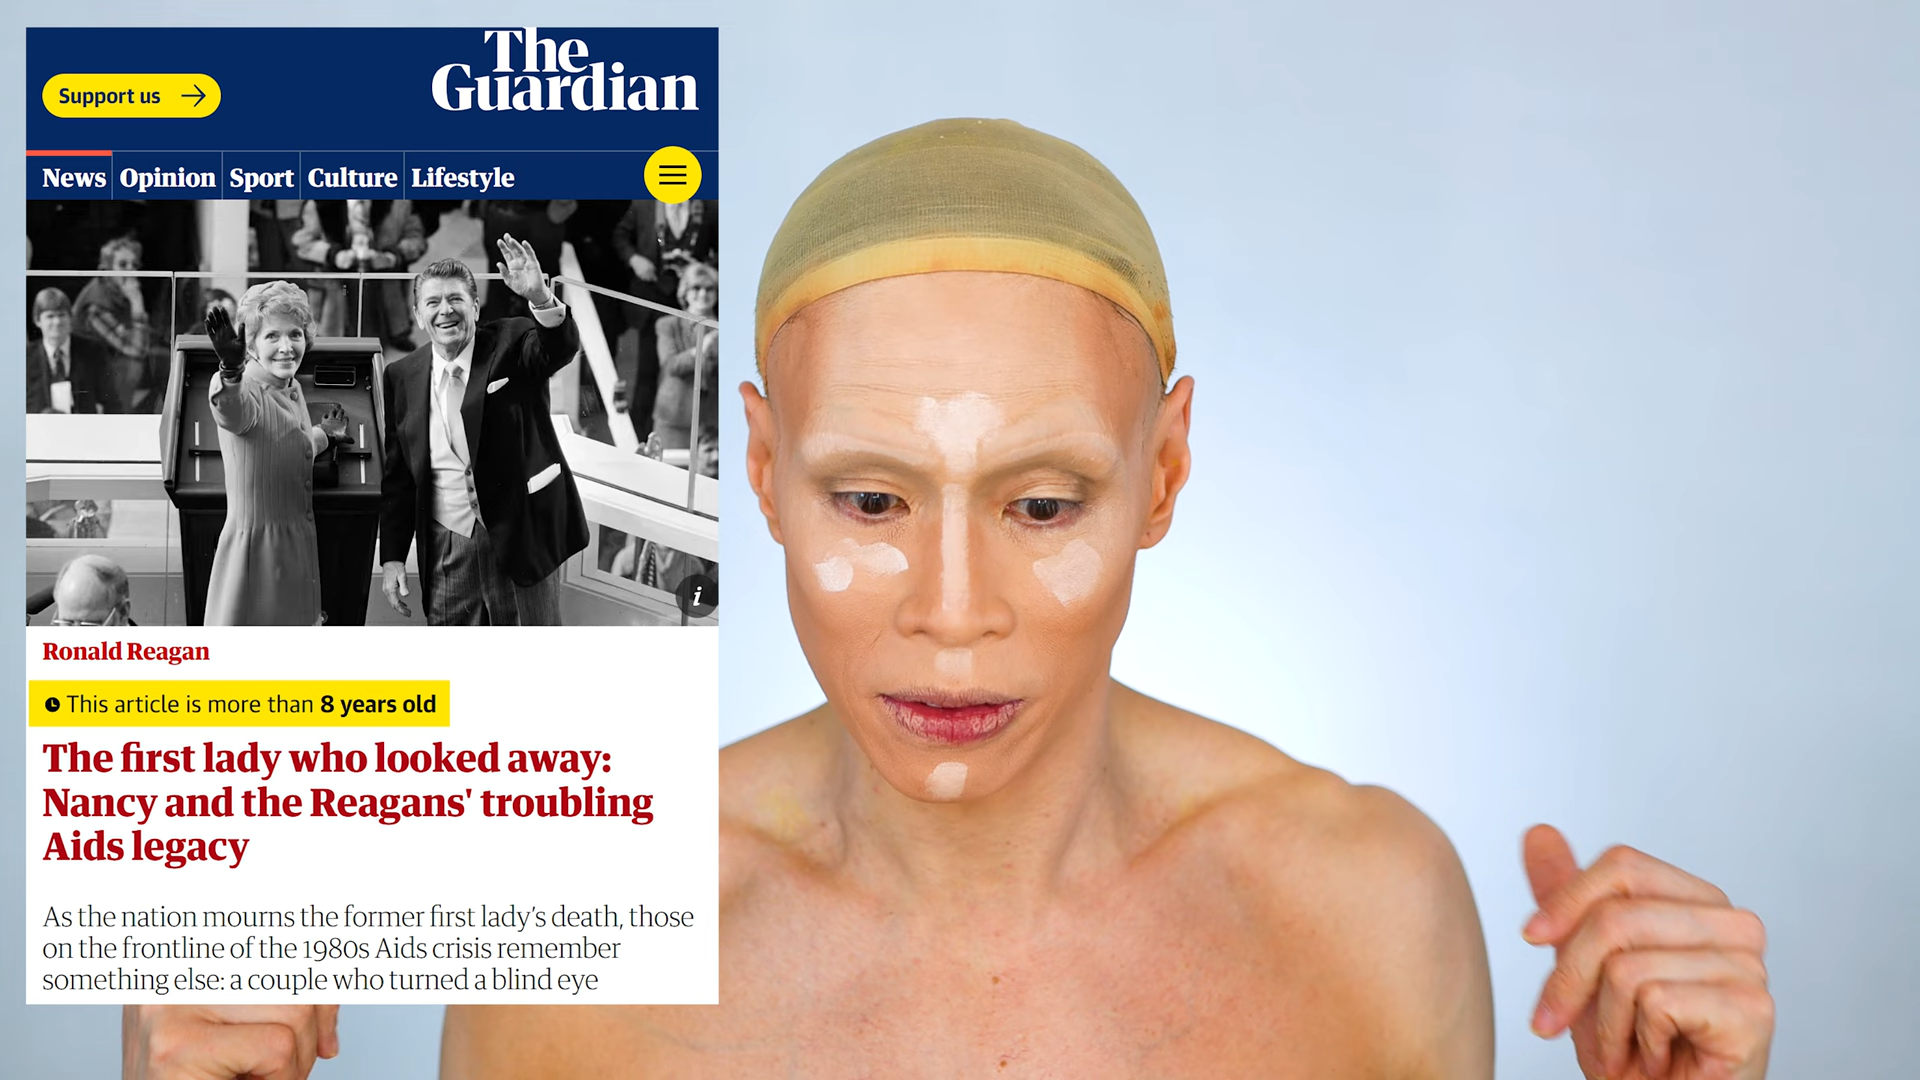 The
Guardian
Support us
News Opinion Sport Culture Lifestyle
i
Ronald Reagan
This article is more than 8 years old
The first lady who looked away:
Nancy and the Reagans' troubling
Aids legacy
As the nation mourns the former first lady’s death, those
on the frontline of the 1980s Aids crisis remember
something else: a couple who turned a blind eye